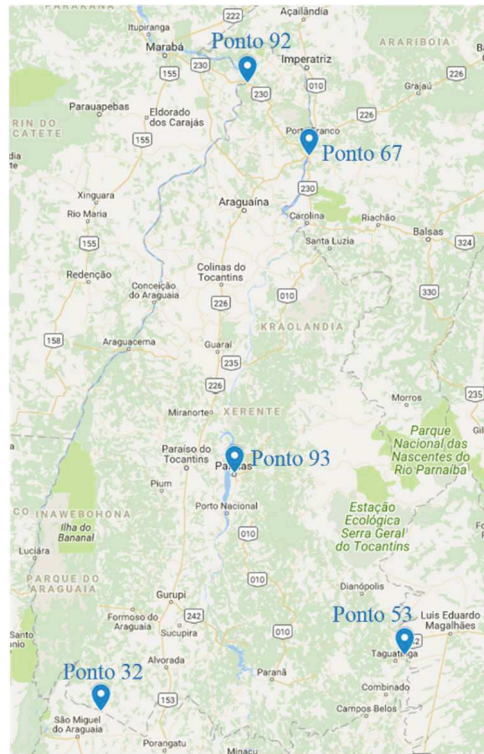 PARAKANÃ
222
Açailândia
Itupiranga
Ponto 92
ARARIBOIA
Marabá
Imperatriz
155
230
010
226
Grajaú
230
Parauapebas
Eldorado
dos Carajás
Porto Franco
Ponto 67
155
CATETE
Xinguara
230
Araguaína
Rio Maria
Carolina
Riachão
Balsas
155
Santa Luzia
324
Redenção
Colinas do
Tocantins
Conceição
do Araguaia
010
330
226
KRAOLANDIA
158
Araguacema
Guaraí
235
235
226
Morros
Miranorte
XERENTE
Parque
Nacional das
Nascentes do
Rio Parnaíba
Paraíso do
Tocantins
Palmas
Ponto 93
Pium
Porto Nacional
Estação
Ecológica
Serra Geral
do Tocantins
INAWEBOHONA
Ilha do
Bananal
010
Luciára
010
PARQUE DO
ARAGUAIA
Dianópolis
Gurupi
Ponto 53
Formoso do
Araguaia
242
Luis Eduardo
Magalhães
Santo
Sucupira
010
Taguatinga
Ponto 32
Alvorada
Paranã
Combinado
153
São Miguel
do Araguaia
Campos Belos
Porangatu
Minaçu